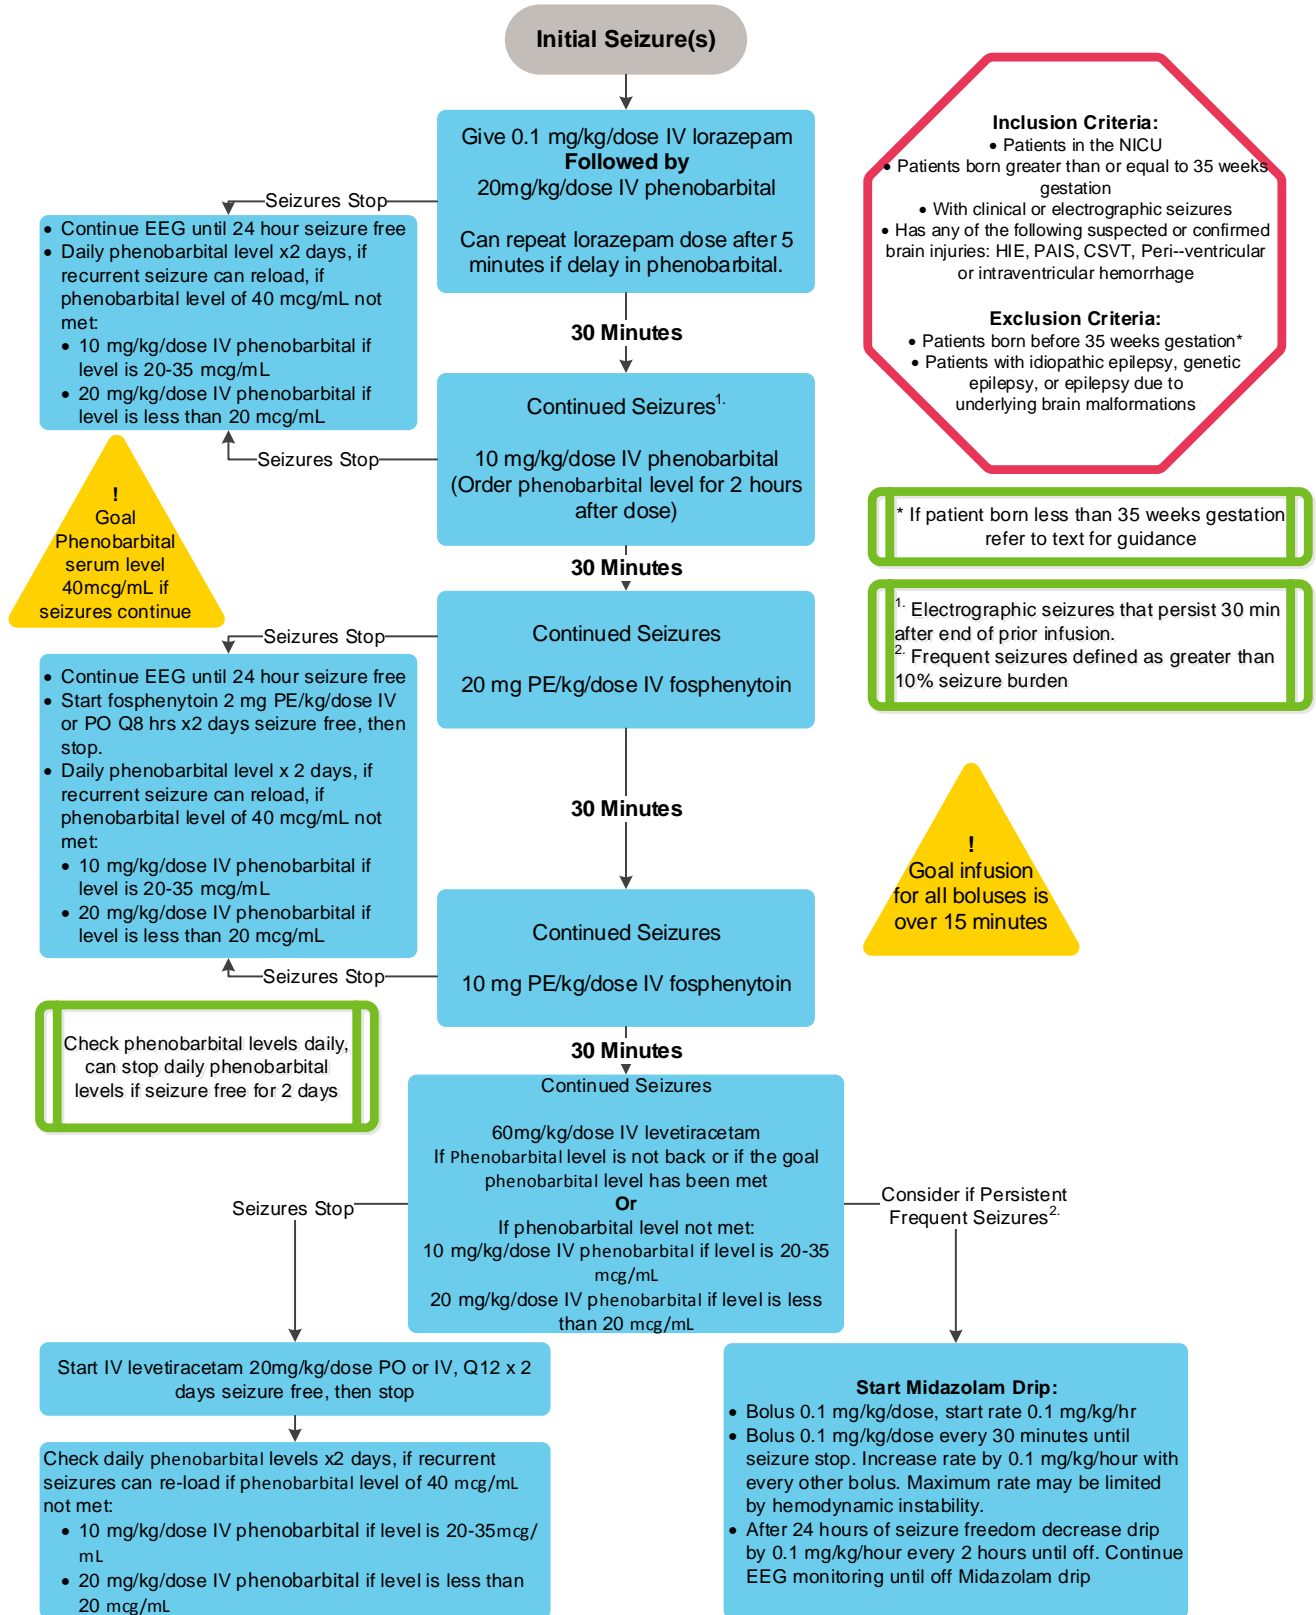 Initial Seizure(s)
Give 0.1 mg/kg/dose IV lorazepam
Followed by
20mg/kg/dose IV phenobarbital
Can repeat lorazepam dose after 5
minutes if delay in phenobarbital.
Inclusion Criteria:
• Patients in the NICU
• Patients born greater than or equal to 35 weeks
gestation
• With clinical or electrographic seizures
• Has any of the following suspected or confirmed
brain injuries: HIE, PAIS, CSVT, Peri--ventricular
or intraventricular hemorrhage
Exclusion Criteria:
• Patients born before 35 weeks gestation*
• Patients with idiopathic epilepsy, genetic
epilepsy, or epilepsy due to
underlying brain malformations
Seizures Stop
• Continue EEG until 24 hour seizure free
• Daily phenobarbital level x2 days, if
recurrent seizure can reload, if
phenobarbital level of 40 mcg/mL not
met:
• 10 mg/kg/dose IV phenobarbital if
level is 20-35 mcg/mL
• 20 mg/kg/dose IV phenobarbital if
level is less than 20 mcg/mL
30 Minutes
Continued Seizures1.
10 mg/kg/dose IV phenobarbital
(Order phenobarbital level for 2 hours
after dose)
Seizures Stop
!
Goal
Phenobarbital
serum level
40mcg/mL if
seizures continue
* If patient born less than 35 weeks gestation
refer to text for guidance
30 Minutes
1. Electrographic seizures that persist 30 min
after end of prior infusion.
2. Frequent seizures defined as greater than
10% seizure burden
Continued Seizures
20 mg PE/kg/dose IV fosphenytoin
Seizures Stop
• Continue EEG until 24 hour seizure free
• Start fosphenytoin 2 mg PE/kg/dose IV
or PO Q8 hrs x2 days seizure free, then
stop.
• Daily phenobarbital level x 2 days, if
recurrent seizure can reload, if
phenobarbital level of 40 mcg/mL not
met:
• 10 mg/kg/dose IV phenobarbital if
level is 20-35 mcg/mL
• 20 mg/kg/dose IV phenobarbital if
level is less than 20 mcg/mL
30 Minutes
!
Goal infusion
for all boluses is
over 15 minutes
Continued Seizures
10 mg PE/kg/dose IV fosphenytoin
Seizures Stop
Check phenobarbital levels daily,
can stop daily phenobarbital
levels if seizure free for 2 days
30 Minutes
Continued Seizures
60mg/kg/dose IV levetiracetam
If Phenobarbital level is not back or if the goal
phenobarbital level has been met
Or
If phenobarbital level not met:
10 mg/kg/dose IV phenobarbital if level is 20-35
mcg/mL
20 mg/kg/dose IV phenobarbital if level is less
than 20 mcg/mL
Seizures Stop
Consider if Persistent
Frequent Seizures2.
Start IV levetiracetam 20mg/kg/dose PO or IV, Q12 x 2
days seizure free, then stop
Check daily phenobarbital levels x2 days, if recurrent
seizures can re-load if phenobarbital level of 40 mcg/mL
not met:
• 10 mg/kg/dose IV phenobarbital if level is 20-35mcg/
mL
• 20 mg/kg/dose IV phenobarbital if level is less than
20 mcg/mL
Start Midazolam Drip:
• Bolus 0.1 mg/kg/dose, start rate 0.1 mg/kg/hr
• Bolus 0.1 mg/kg/dose every 30 minutes until
seizure stop. Increase rate by 0.1 mg/kg/hour with
every other bolus. Maximum rate may be limited
by hemodynamic instability.
• After 24 hours of seizure freedom decrease drip
by 0.1 mg/kg/hour every 2 hours until off. Continue
EEG monitoring until off Midazolam drip